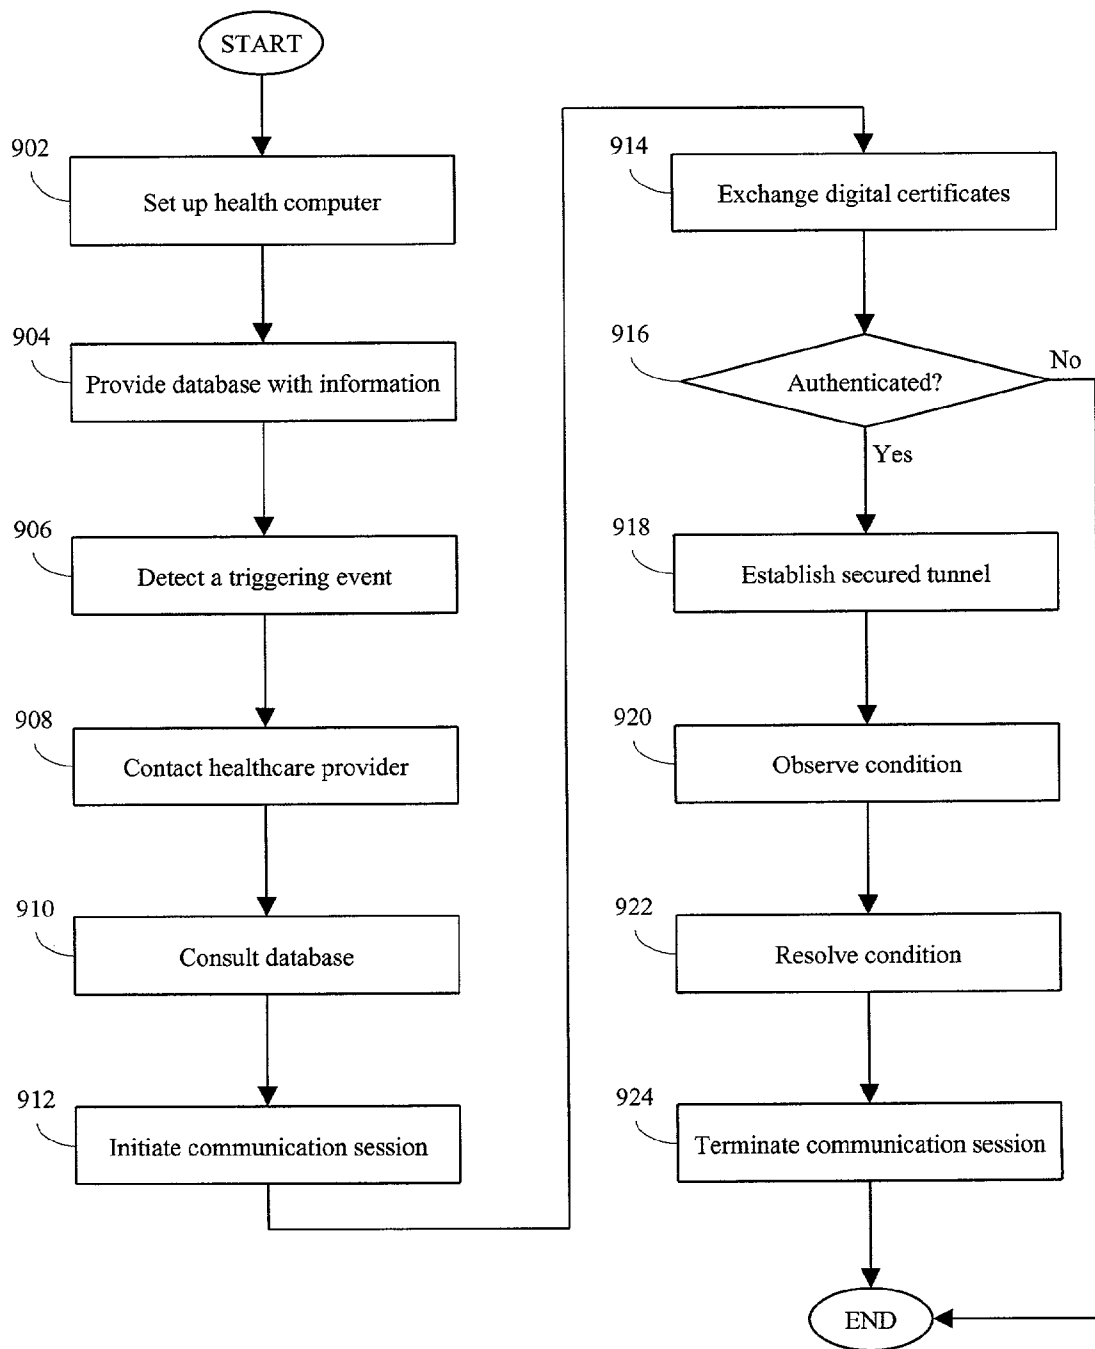 START
902
Set up health computer
904
Provide database with information
906
Detect a triggering event
908
Contact healthcare provider
910
Consult database
912
Initiate communication session
914
Exchange digital certificates
916
Authenticated?
No
Yes
918
Establish secured tunnel
920
Observe condition
922
Resolve condition
924
Terminate communication session
END